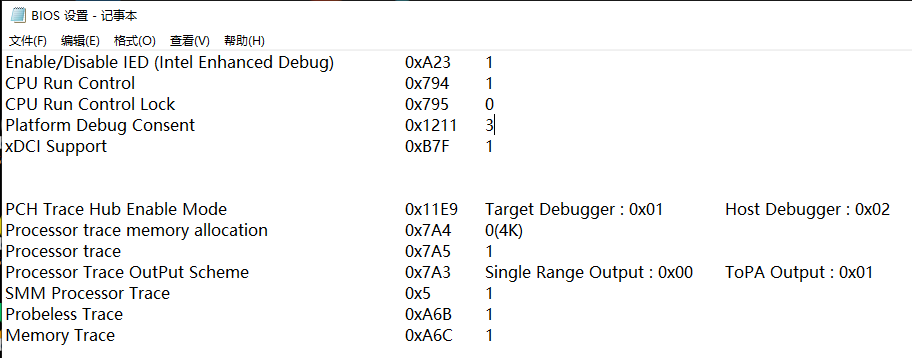 BIOS 设置 - 记事本
文件(F) 编辑(E) 格式(O) 查看(V) 帮助(H)
Enable/Disable IED (Intel Enhanced Debug) 0xA23 1
CPU Run Control 0x794 1
CPU Run Control Lock 0x795 0
Platform Debug Consent 0x1211 3
xDCI Support 0xB7F 1
PCH Trace Hub Enable Mode 0x11E9 Target Debugger : 0x01 Host Debugger : 0x02
Processor trace memory allocation 0x7A4 0(4K)
Processor trace 0x7A5 1
Processor Trace OutPut Scheme 0x7A3 Single Range Output : 0x00 ToPA Output : 0x01
SMM Processor Trace 0x5 1
Probeless Trace 0xA6B 1
Memory Trace 0xA6C 1